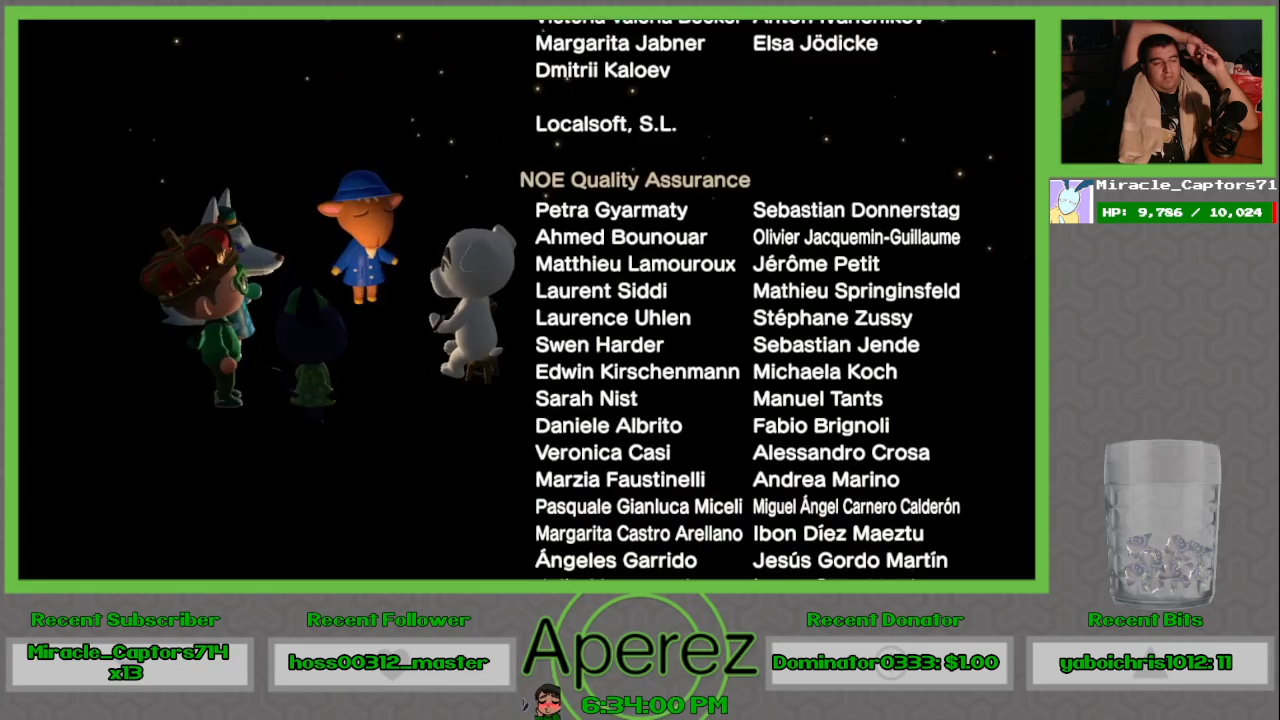 Margarita Jabner Elsa Jödicke
Dmitrii Kaloev
Localsoft, S.L.
NOE Quality Assurance
Petra Gyarmaty Sebastian Donnerstag
Ahmed Bounouar Olivier Jacquemin-Guillaume
Matthieu Lamouroux Jérôme Petit
Laurent Siddi Mathieu Springinsfeld
Laurence Uhlen Stéphane Zussy
Swen Harder Sebastian Jende
Edwin Kirschenmann Michaela Koch
Sarah Nist Manuel Tants
Daniele Albrito Fabio Brignoli
Veronica Casi Alessandro Crosa
Marzia Faustinelli Andrea Marino
Pasquale Gianluca Miceli Miguel Ángel Carnero Calderón
Margarita Castro Arellano Ibon Díez Maeztu
Ángeles Garrido Jesús Gordo Martín
Miracle_Captors71
HP: 9,786 / 10,024
Recent Subscriber
Miracle_Captors714
x13
Recent Follower
hoss00312_master
Aperez
6:34:00 PM
Recent Donator
Dominator0333: $1.00
Recent Bits
yaboichris1012: 11